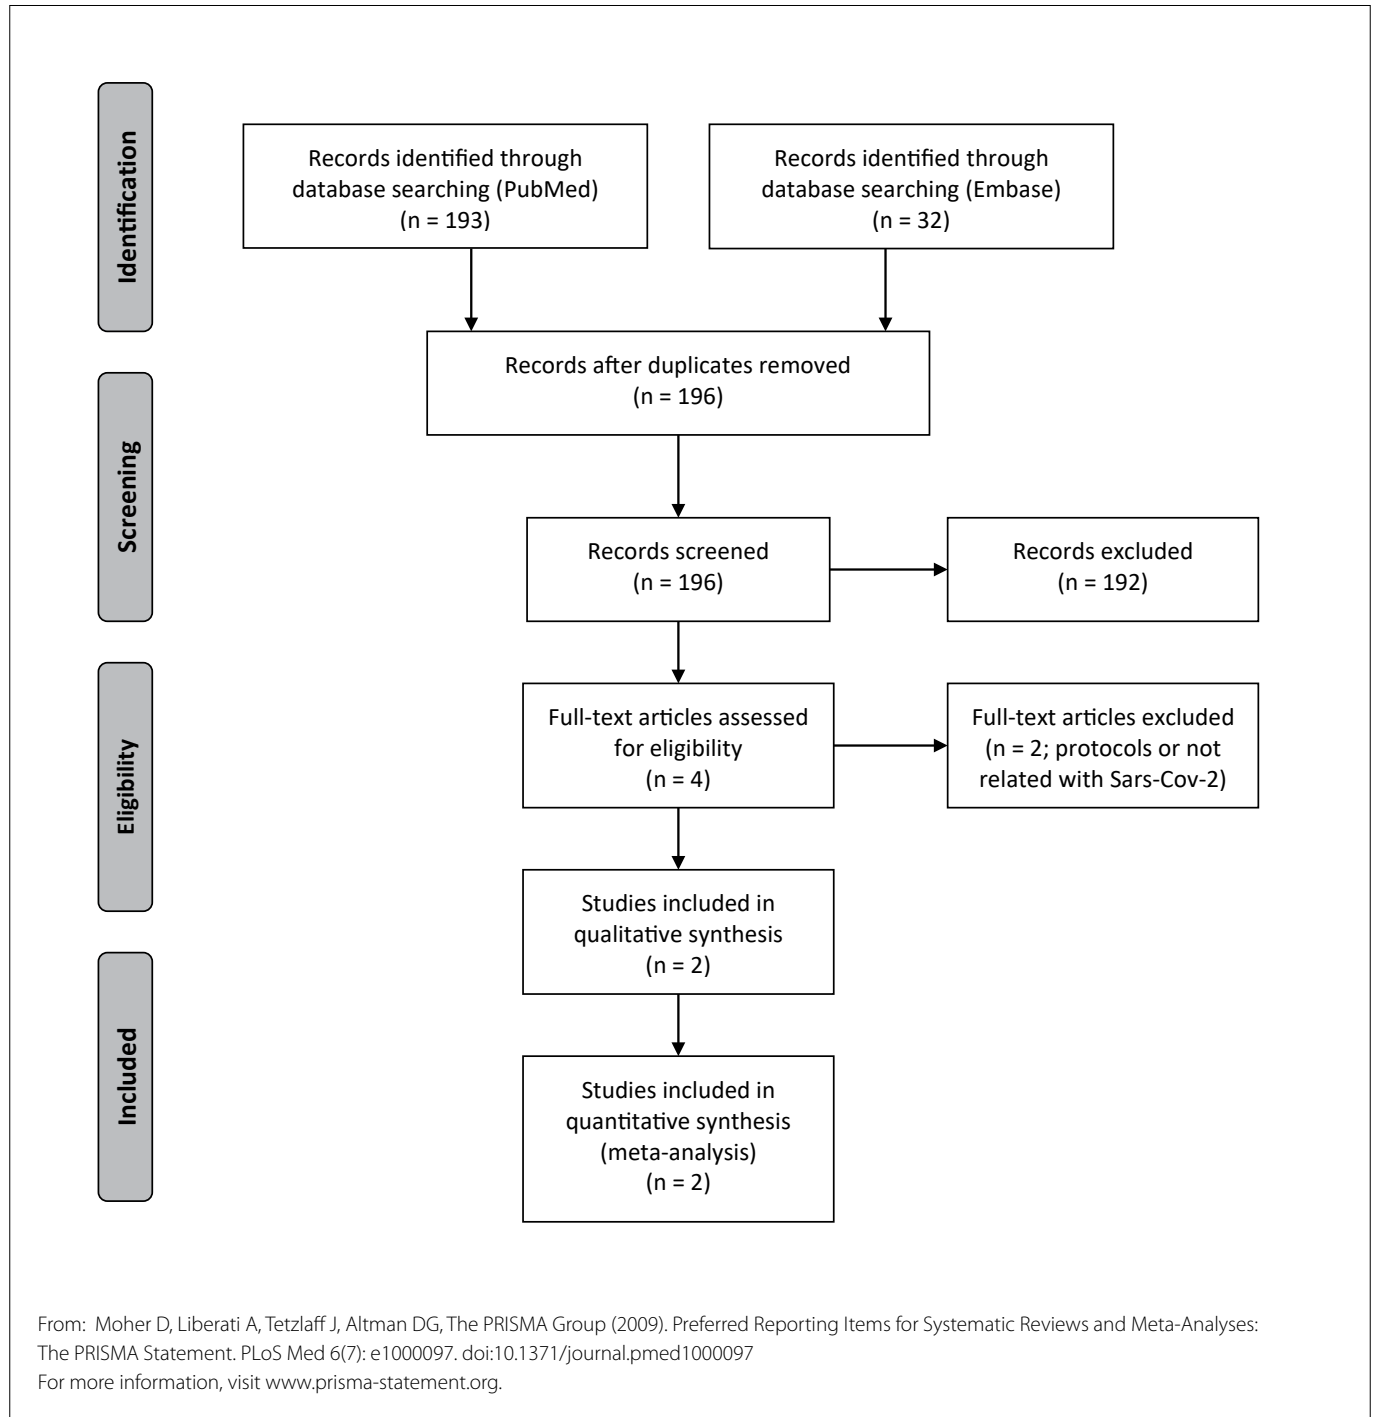 Identification
Records identified through
database searching (PubMed)
(n = 193)
Records identified through
database searching (Embase)
(n = 32)
Records after duplicates removed
(n = 196)
Screening
Records screened
(n = 196)
Records excluded
(n = 192)
Eligibility
Full-text articles assessed
for eligibility
(n = 4)
Full-text articles excluded
(n = 2; protocols or not
related with Sars-Cov-2)
Studies included in
qualitative synthesis
(n = 2)
Included
Studies included in
quantitative synthesis
(meta-analysis)
(n = 2)
From: Moher D, Liberati A, Tetzlaff J, Altman DG, The PRISMA Group (2009). Preferred Reporting Items for Systematic Reviews and Meta-Analyses:
The PRISMA Statement. PLoS Med 6(7): e1000097. doi:10.1371/journal.pmed1000097
For more information, visit www.prisma-statement.org.